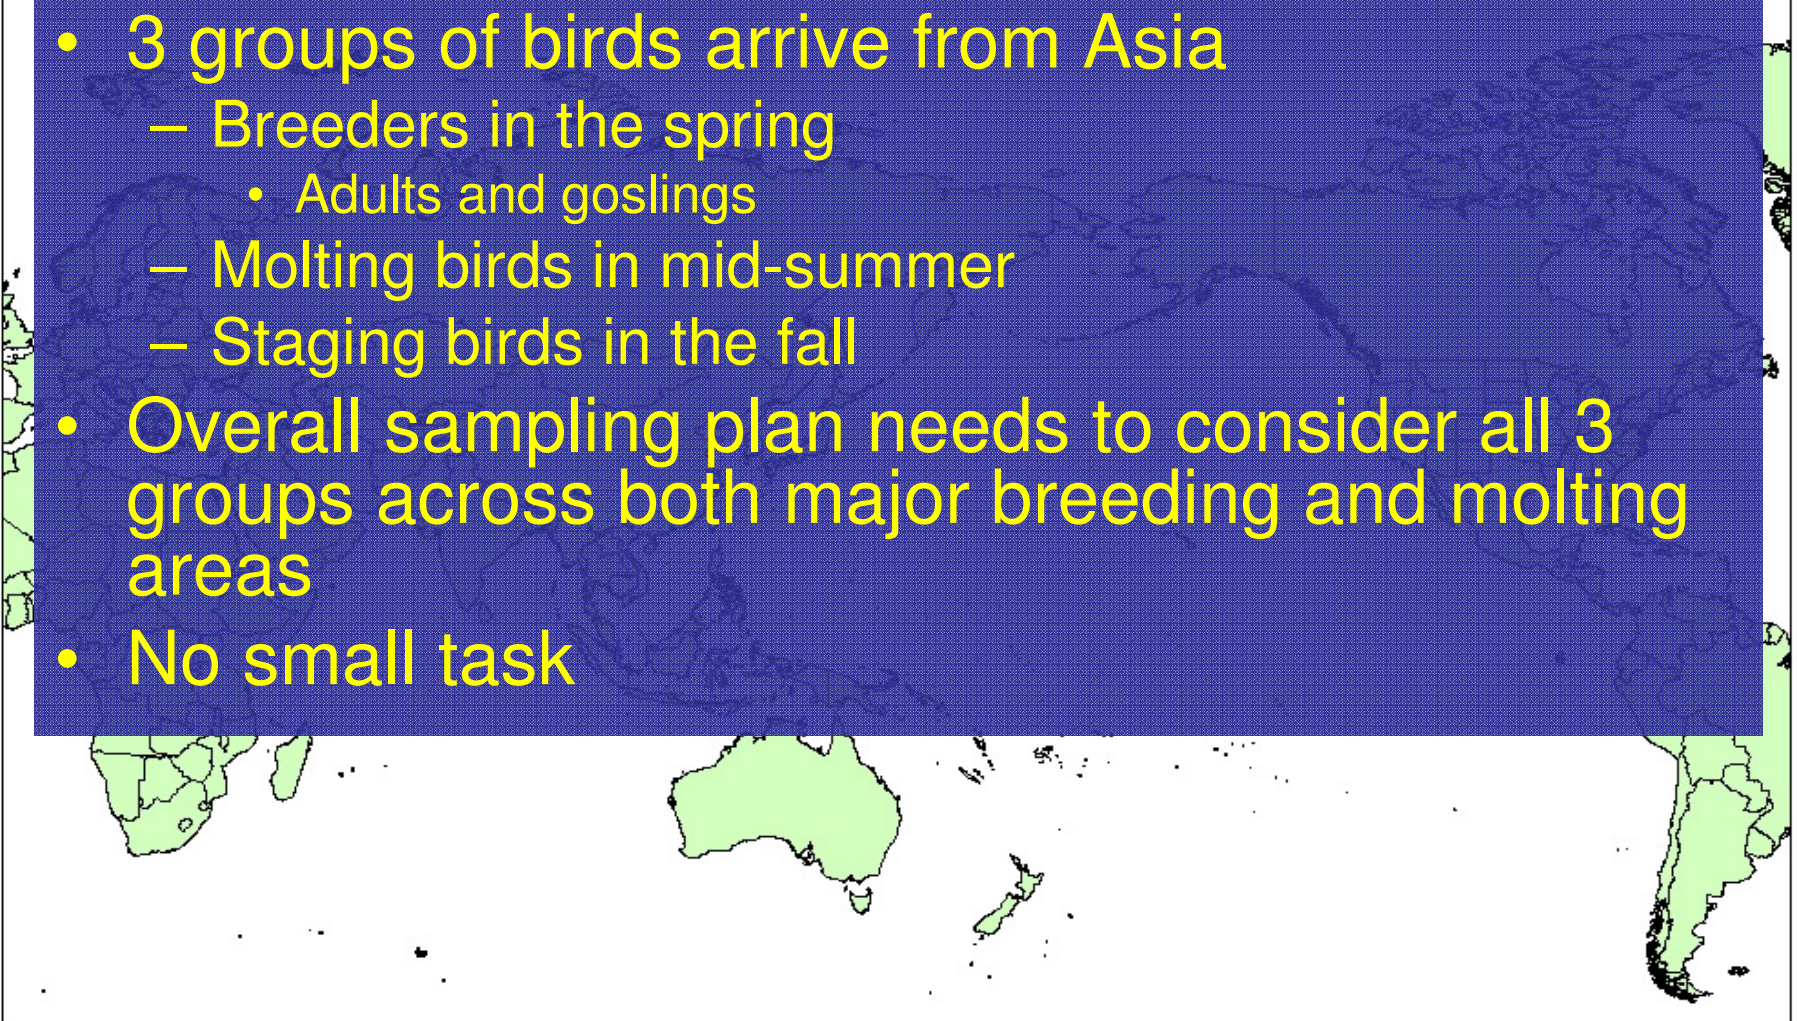 • 3 groups of birds arrive from Asia
– Breeders in the spring
• Adults and goslings
– Molting birds in mid-summer
– Staging birds in the fall
• Overall sampling plan needs to consider all 3
groups across both major breeding and molting
areas
• No small task